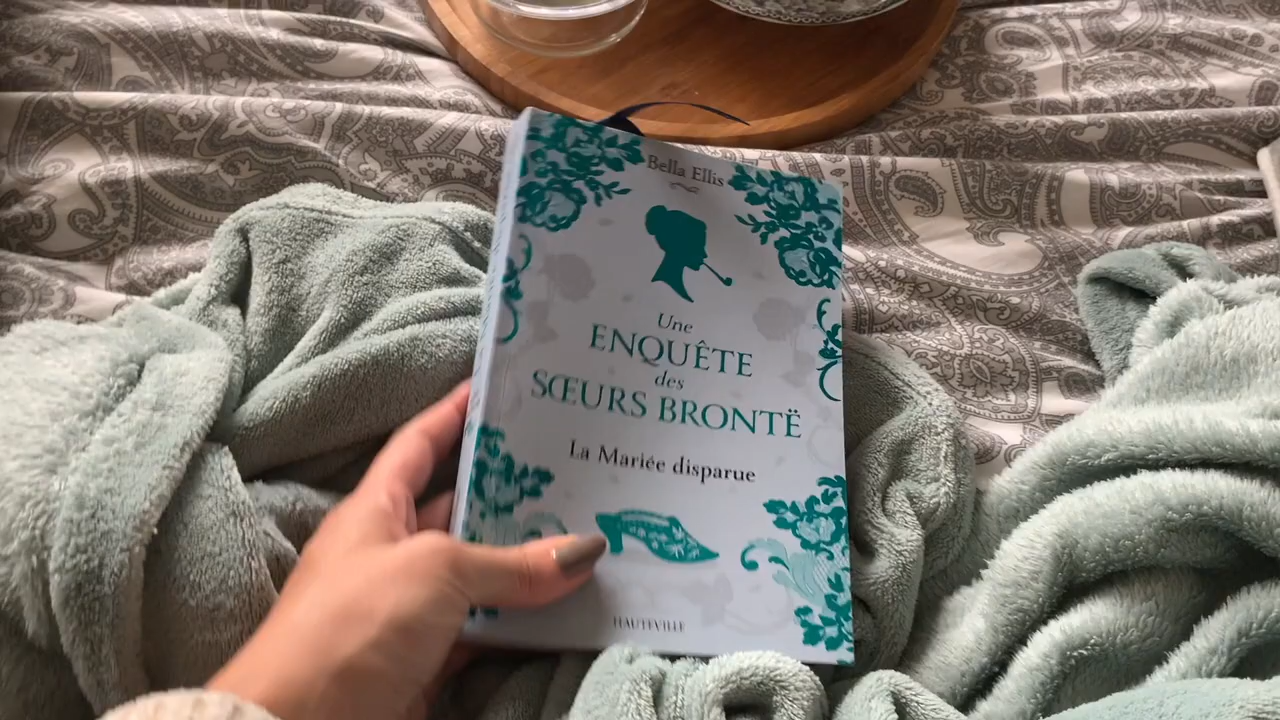 Bella Ellis
Une
ENQUÊTE
des
SŒURS BRONTË
La Mariée disparue
HAUTEVILLE